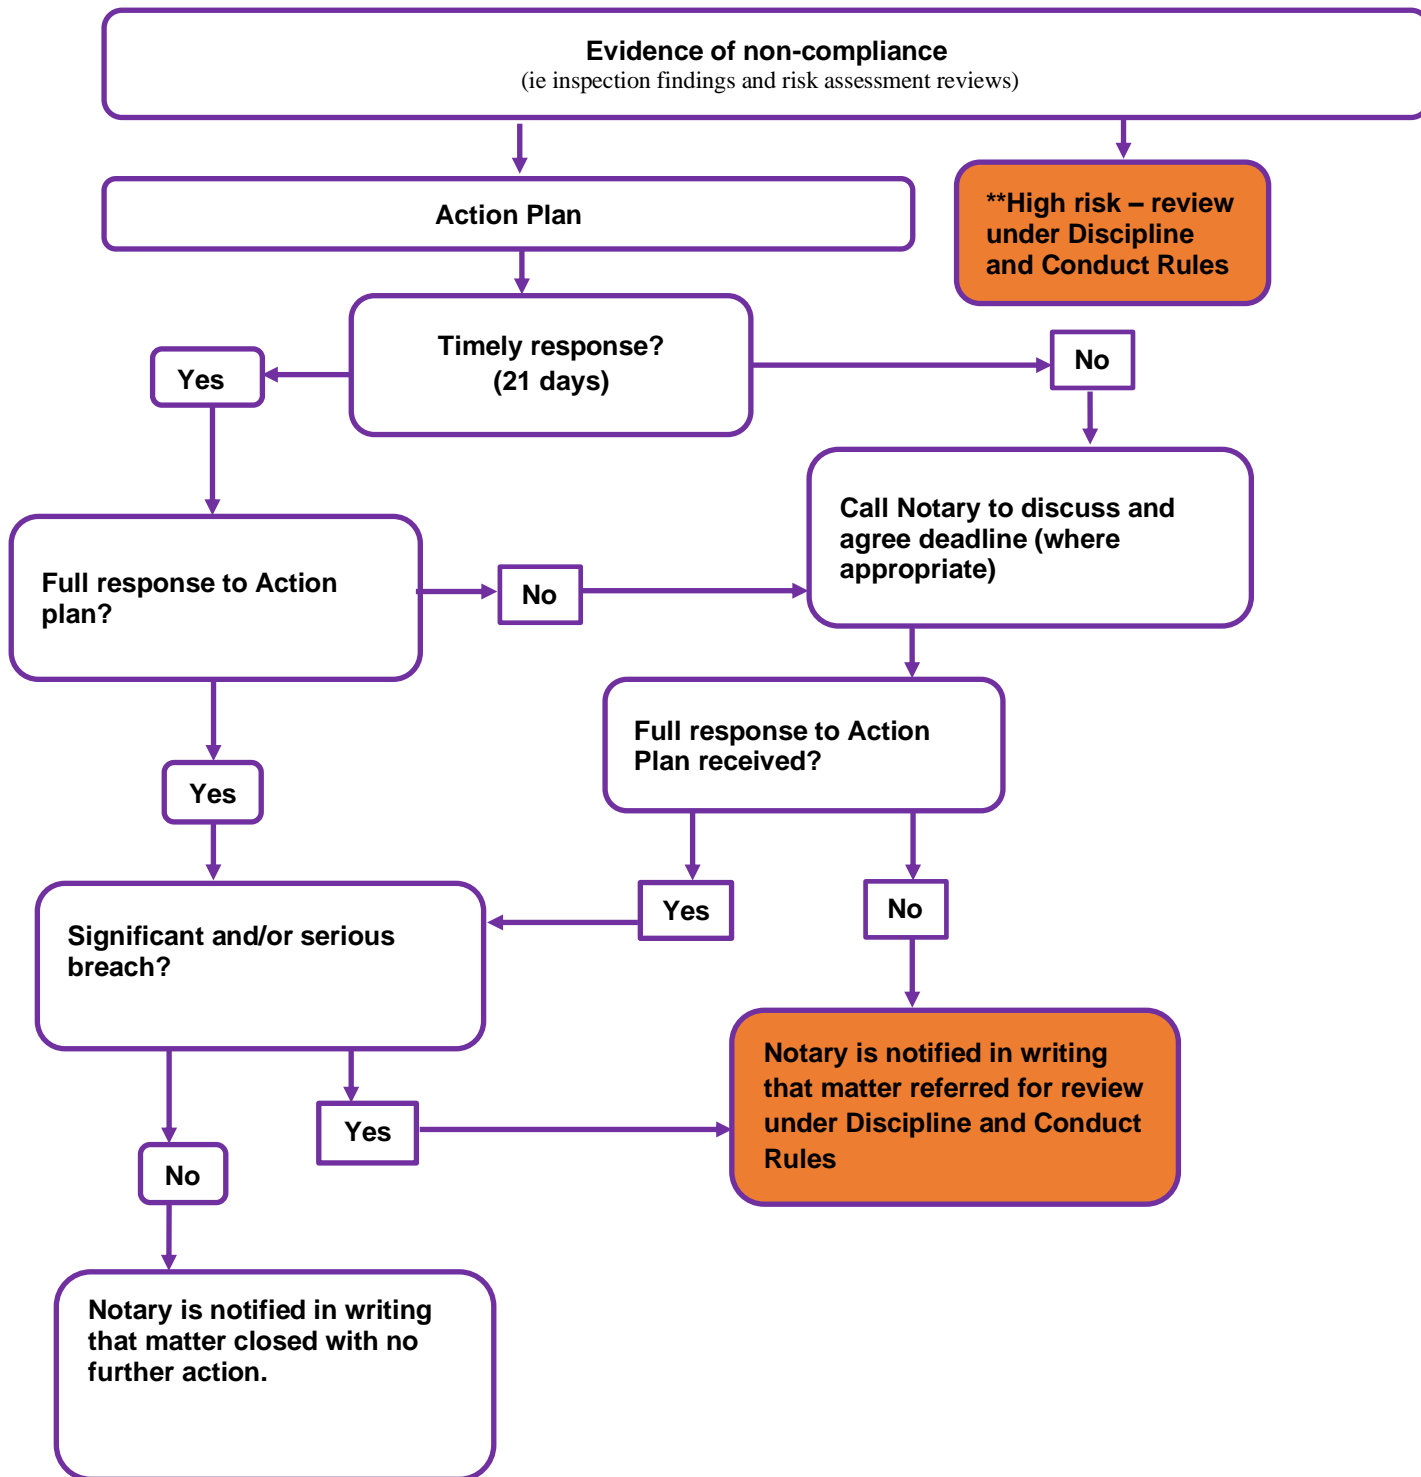 Evidence of non-compliance
(ie inspection findings and risk assessment reviews)
Action Plan
**High risk – review
under Discipline
and Conduct Rules
Timely response?
(21 days)
Yes
No
Call Notary to discuss and
agree deadline (where
appropriate)
Full response to Action
plan?
No
Full response to Action
Plan received?
Yes
Yes
No
Significant and/or serious
breach?
Notary is notified in writing
that matter referred for review
under Discipline and Conduct
Rules
Yes
No
Notary is notified in writing
that matter closed with no
further action.